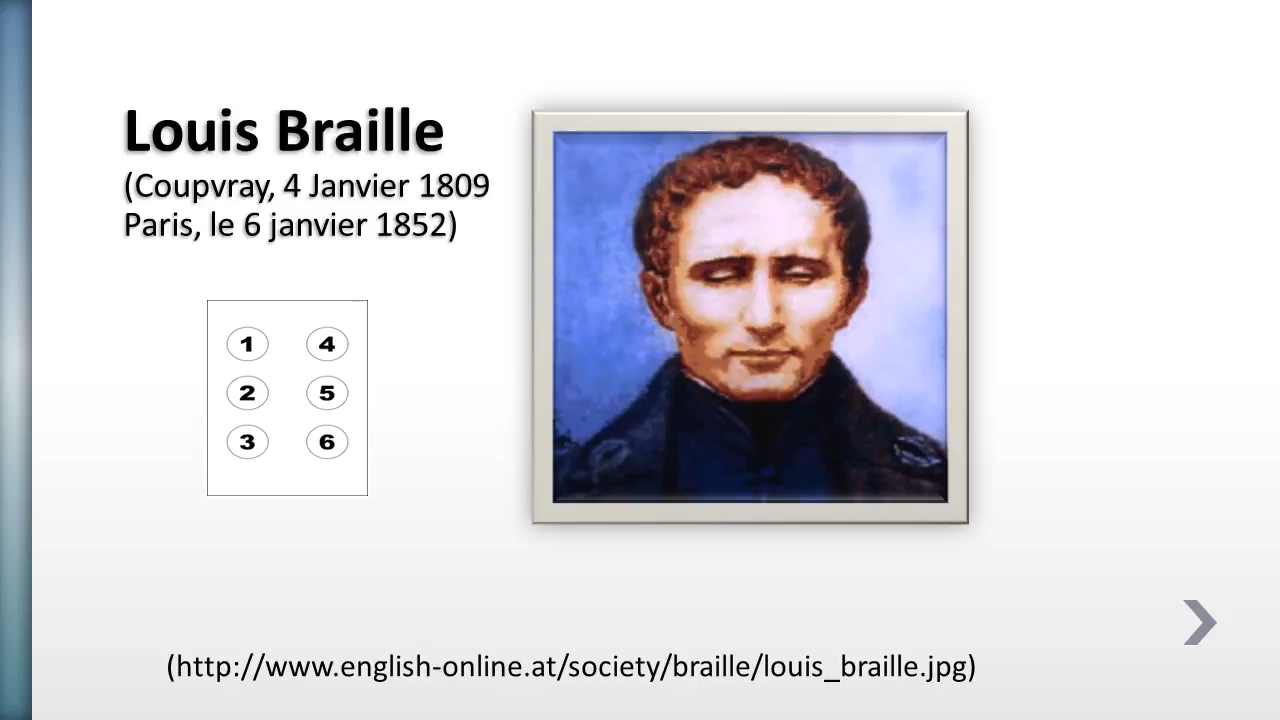 Louis Braille
(Coupvray, 4 Janvier 1809
Paris, le 6 janvier 1852)
1 4
2 5
3 6
(http://www.english-online.at/society/braille/louis_braille.jpg)